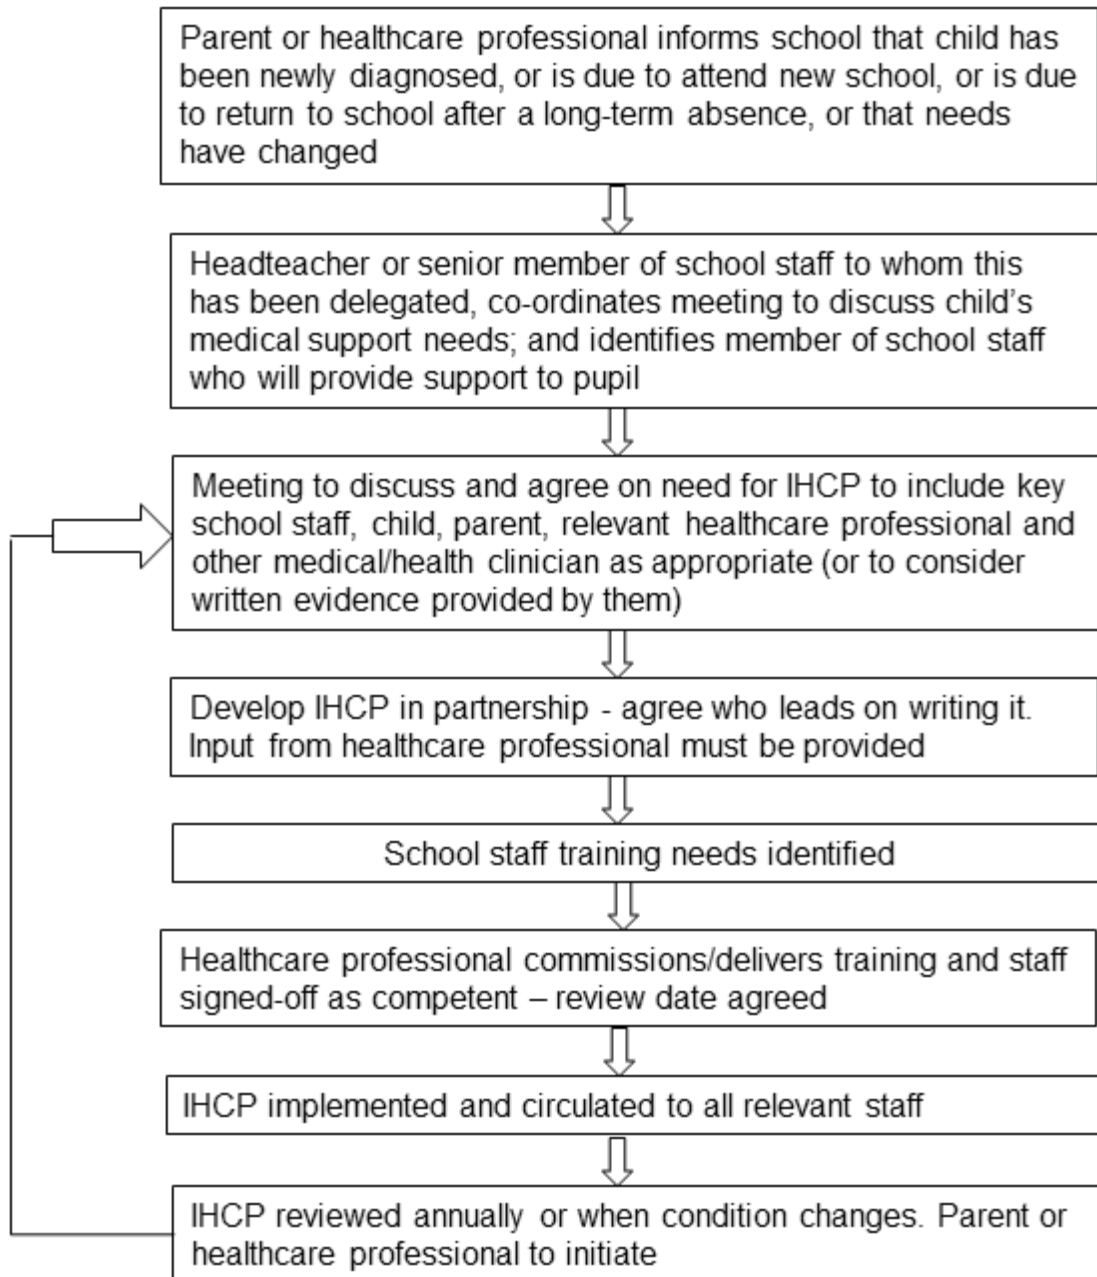 Parent or healthcare professional informs school that child has
been newly diagnosed, or is due to attend new school, or is due
to return to school after a long-term absence, or that needs
have changed
Headteacher or senior member of school staff to whom this
has been delegated, co-ordinates meeting to discuss child’s
medical support needs; and identifies member of school staff
who will provide support to pupil
Meeting to discuss and agree on need for IHCP to include key
school staff, child, parent, relevant healthcare professional and
other medical/health clinician as appropriate (or to consider
written evidence provided by them)
Develop IHCP in partnership - agree who leads on writing it.
Input from healthcare professional must be provided
School staff training needs identified
Healthcare professional commissions/delivers training and staff
signed-off as competent – review date agreed
IHCP implemented and circulated to all relevant staff
IHCP reviewed annually or when condition changes. Parent or
healthcare professional to initiate